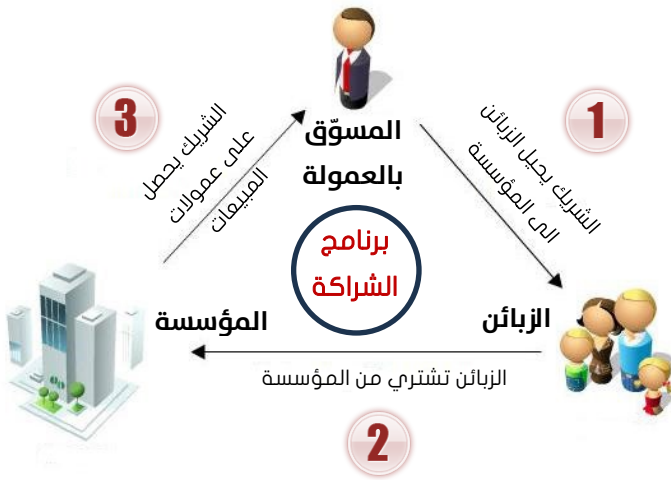 المسوّق
بالعمولة
1
الشريك يحيل الزبائن
الى المؤسسة
3
الشريك يحصل
على عمولات
المبيعات
برنامج
الشراكة
الزبائن
المؤسسة
الزبائن تشتري من المؤسسة
2